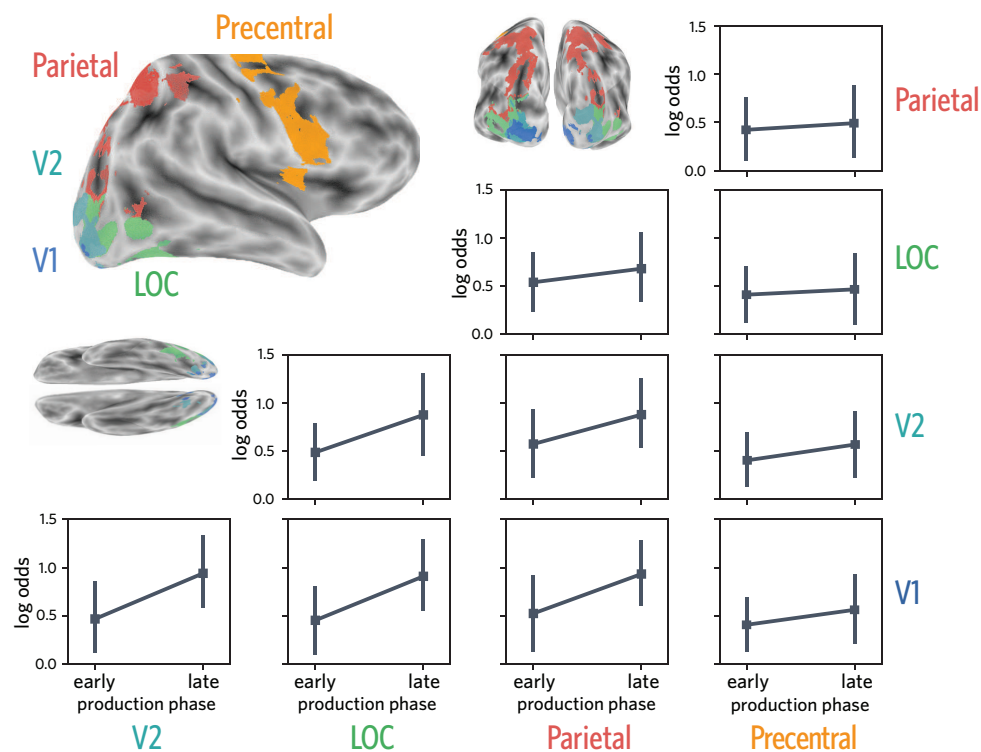 Precentral
Parietal
V2
V1
LOC
1.5
1.0
0.5
0.0
log odds
Parietal
1.5
1.0
0.5
0.0
log odds
LOC
1.5
1.0
0.5
0.0
log odds
V2
1.5
1.0
0.5
0.0
log odds
V1
early late
production phase
V2
early late
production phase
LOC
early late
production phase
Parietal
early late
production phase
Precentral